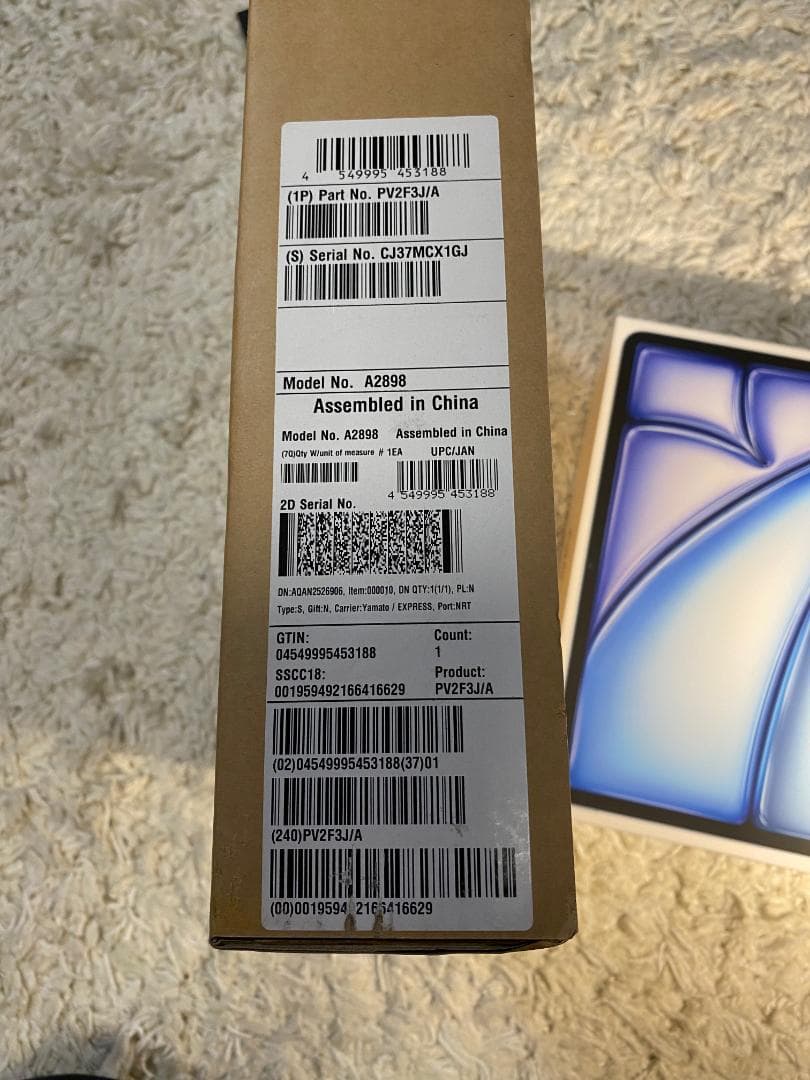 4 549995 453188
(1P) Part No. PV2F3J/A
(S) Serial No. CJ37MCX1GJ
Model No. A2898
Assembled in China
Model No. A2898 Assembled in China
(7Q)Qty W/unit of measure # 1EA UPC/JAN
4 549995 453188
2D Serial No.
DN:AQAN2526906, Item:000010, DN QTY:1(1/1), PL:N
Type:S, Gift:N, Carrier:Yamato / EXPRESS, Port:NRT
GTIN: Count:
04549995453188 1
SSCC18: Product:
001959492166416629 PV2F3J/A
(02)04549995453188(37)01
(240)PV2F3J/A
(00)001959492166416629